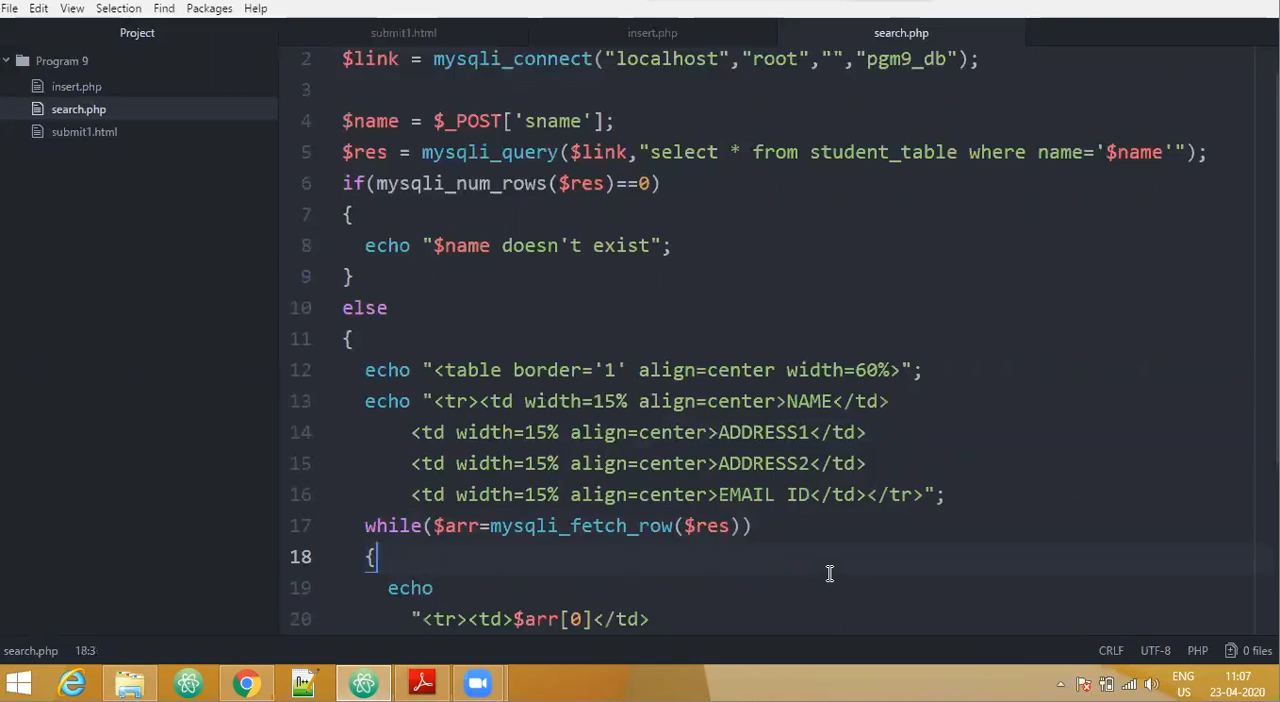 File Edit View Selection Find Packages Help
Project
submit1.html
insert.php
search.php
Program 9
insert.php
search.php
submit1.html
2 $link = mysqli_connect("localhost","root","","pgm9_db");
3
4 $name = $_POST['sname'];
5 $res = mysqli_query($link,"select * from student_table where name='$name'");
6 if(mysqli_num_rows($res)==0)
7 {
8 echo "$name doesn't exist";
9 }
10 else
11 {
12 echo "<table border='1' align=center width=60%>";
13 echo "<tr><td width=15% align=center>NAME</td>
14 <td width=15% align=center>ADDRESS1</td>
15 <td width=15% align=center>ADDRESS2</td>
16 <td width=15% align=center>EMAIL ID</td></tr>";
17 while($arr=mysqli_fetch_row($res))
18 {
19 echo
20 "<tr><td>$arr[0]</td>
search.php 18:3 CRLF UTF-8 PHP 0 files
ENG 11:07
US 23-04-2020